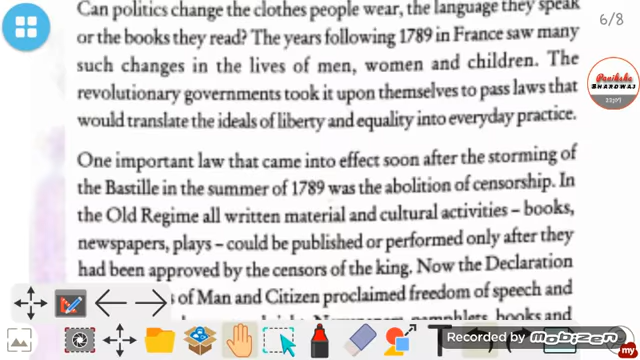 Can politics change the clothes people wear, the language they speak
6/8
or the books they read? The years following 1789 in France saw many
such changes in the lives of men, women and children. The
revolutionary governments took it upon themselves to pass laws that
would translate the ideals of liberty and equality into everyday practice.
One important law that came into effect soon after the storming of
the Bastille in the summer of 1789 was the abolition of censorship. In
the Old Regime all written material and cultural activities – books,
newspapers, plays – could be published or performed only after they
had been approved by the censors of the king. Now the Declaration
of Man and Citizen proclaimed freedom of speech and
Newspapers, pamphlets, books and
BHARDWAJ
T
Recorded by MOBIZEN
my